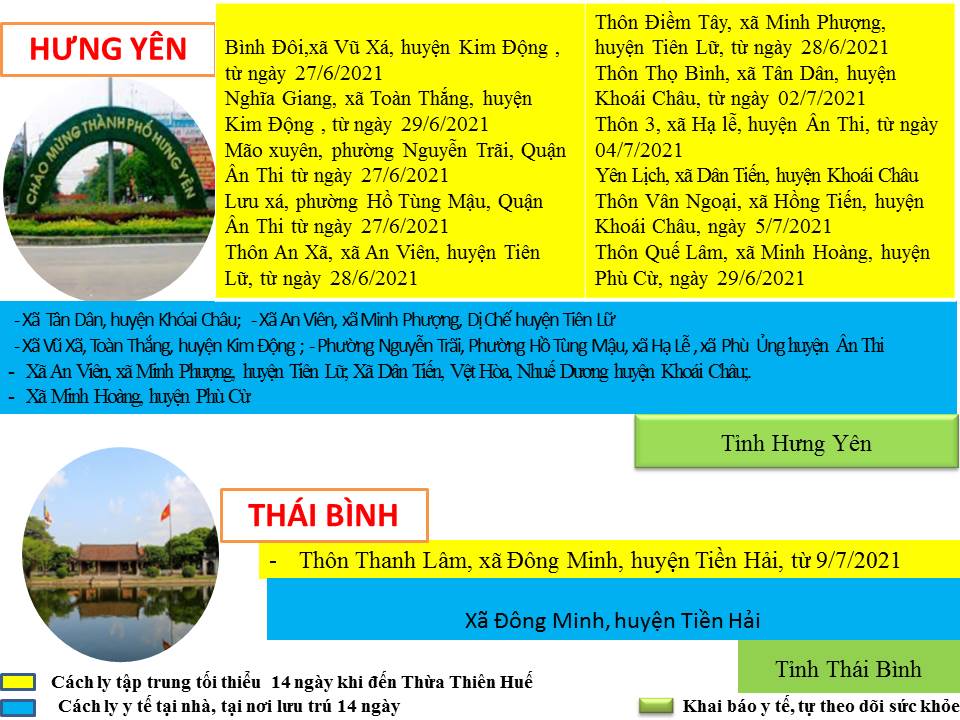 HƯNG YÊN
CHÀO MỪNG THÀNH PHỐ HƯNG YÊN
Bình Đôi,xã Vũ Xá, huyện Kim Động ,
từ ngày 27/6/2021
Nghĩa Giang, xã Toàn Thắng, huyện
Kim Động , từ ngày 29/6/2021
Mão xuyên, phường Nguyễn Trãi, Quận
Ân Thi từ ngày 27/6/2021
Lưu xá, phường Hồ Tùng Mậu, Quận
Ân Thi từ ngày 27/6/2021
Thôn An Xã, xã An Viên, huyện Tiên
Lữ, từ ngày 28/6/2021
Thôn Điềm Tây, xã Minh Phượng,
huyện Tiên Lữ, từ ngày 28/6/2021
Thôn Thọ Bình, xã Tân Dân, huyện
Khoái Châu, từ ngày 02/7/2021
Thôn 3, xã Hạ lễ, huyện Ân Thi, từ ngày
04/7/2021
Yên Lịch, xã Dân Tiến, huyện Khoái Châu
Thôn Vân Ngoại, xã Hồng Tiến, huyện
Khoái Châu, ngày 5/7/2021
Thôn Quế Lâm, xã Minh Hoàng, huyện
Phù Cừ, ngày 29/6/2021
- Xã Tân Dân, huyện Khóai Châu; - Xã An Viên, xã Minh Phượng, Dị Chế huyện Tiên Lữ
- Xã Vũ Xã, Toàn Thắng, huyện Kim Động ; - Phường Nguyễn Trãi, Phường Hồ Tùng Mậu, xã Hạ Lễ , xã Phù Ủng huyện Ân Thi
- Xã An Viên, xã Minh Phượng, huyện Tiên Lữ; Xã Dân Tiến, Vệt Hòa, Nhuế Dương huyện Khoái Châu;.
- Xã Minh Hoàng, huyện Phù Cừ
Tỉnh Hưng Yên
THÁI BÌNH
- Thôn Thanh Lâm, xã Đông Minh, huyện Tiền Hải, từ 9/7/2021
Xã Đông Minh, huyện Tiền Hải
Tỉnh Thái Bình
Cách ly tập trung tối thiểu 14 ngày khi đến Thừa Thiên Huế
Cách ly y tế tại nhà, tại nơi lưu trú 14 ngày
Khai báo y tế, tự theo dõi sức khỏe